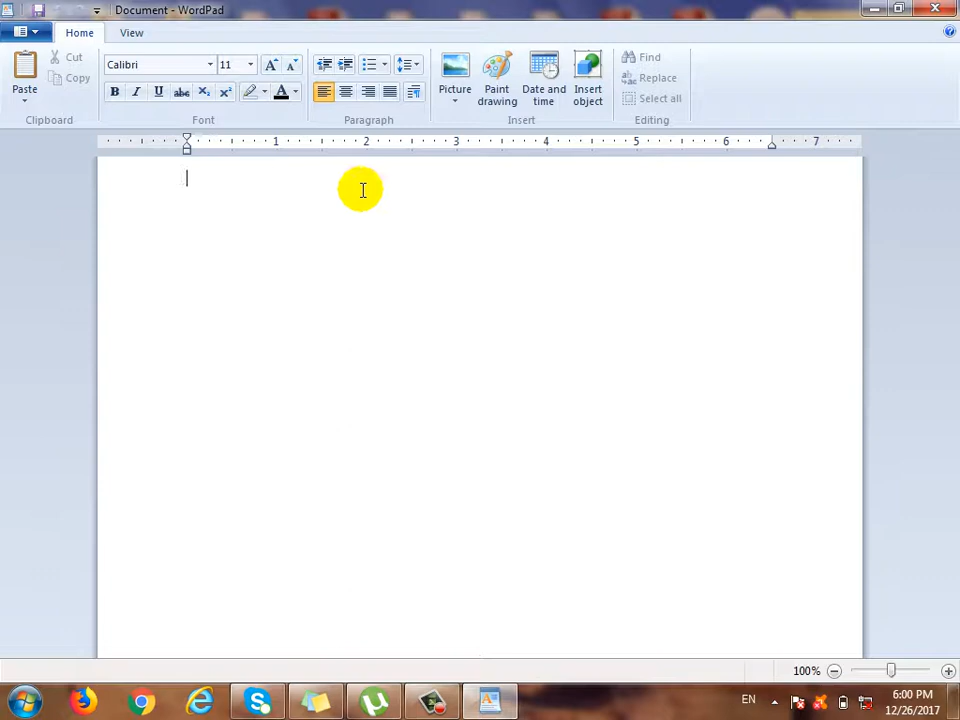 Document - WordPad
Home View
Paste
Cut
Copy
Clipboard
Calibri 11
B I U abc X₂ X²
A
Font
Paragraph
Picture
Paint drawing
Date and time
Insert object
Insert
Find
Replace
Select all
Editing
1 2 3 4 5 6 7
100%
EN
6:00 PM
12/26/2017